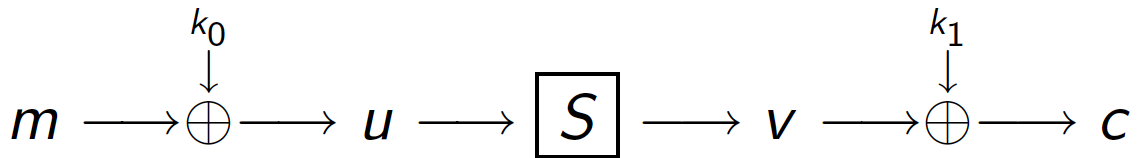 k₀ k₁
m ⟶ ⊕ ⟶ u ⟶ S ⟶ v ⟶ ⊕ ⟶ c